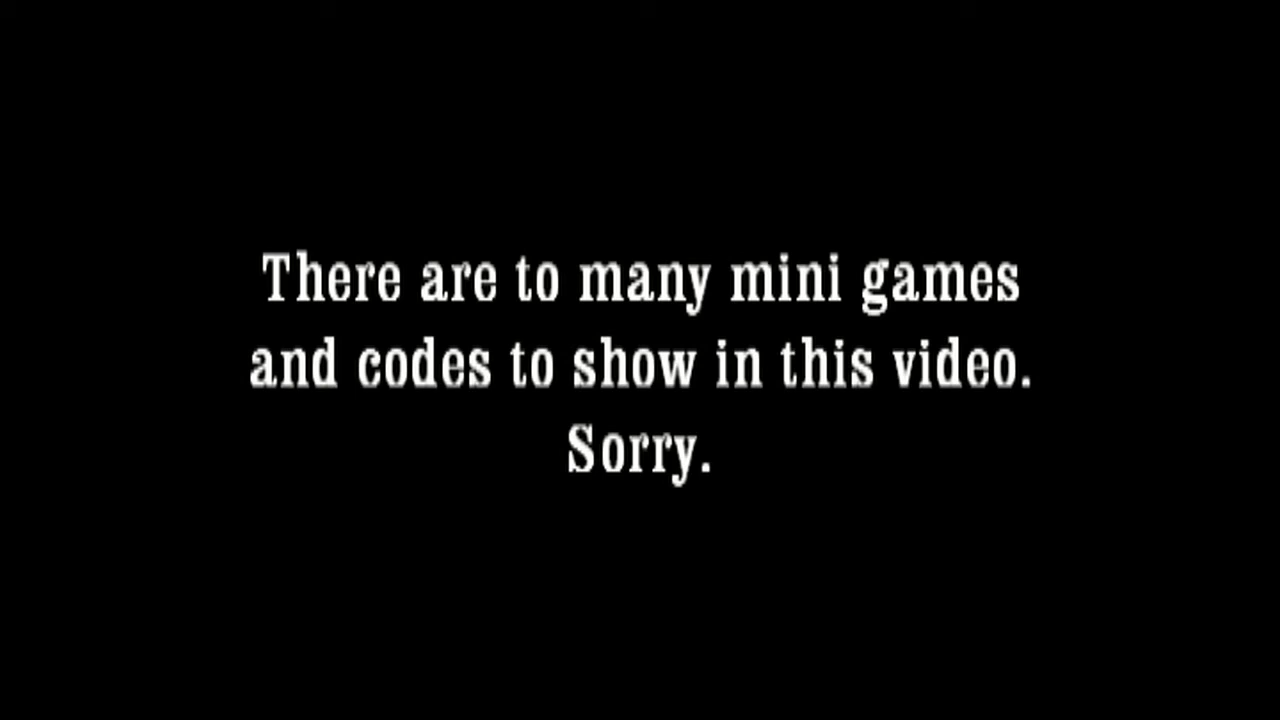 There are to many mini games
and codes to show in this video.
Sorry.